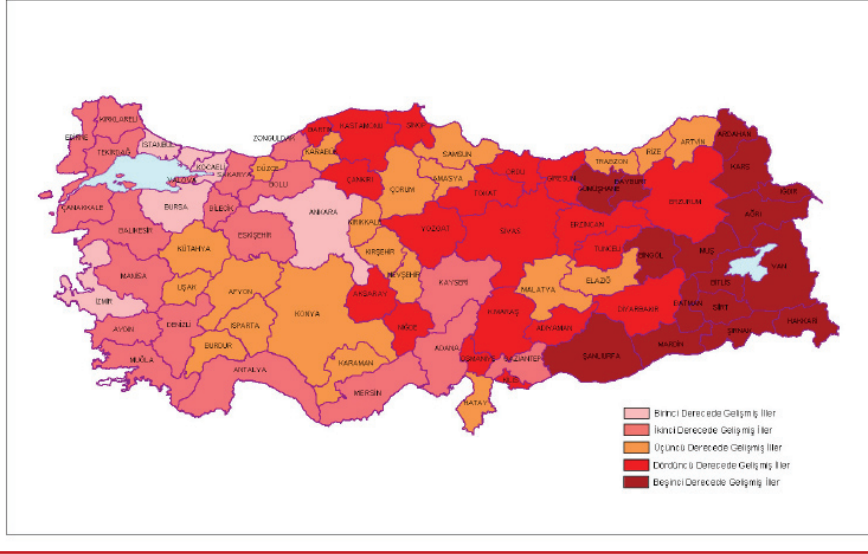 KIRKLARELİ
EDİRNE
TEKİRDAĞ
İSTANBUL
KOCAELİ
YALOVA
SAKARYA
ZONGULDAK
DÜZCE
BOLU
BARTIN
KARABÜK
KASTAMONU
SİNOP
ÇANKIRI
ÇORUM
SAMSUN
AMASYA
TOKAT
ORDU
GİRESUN
TRABZON
GÜMÜŞHANE
BAYBURT
RİZE
ARTVİN
ARDAHAN
KARS
IĞDIR
AĞRI
ERZURUM
ERZİNCAN
TUNCELİ
BİNGÖL
MUŞ
BİTLİS
VAN
HAKKARİ
ŞIRNAK
SİİRT
BATMAN
MARDİN
DİYARBAKIR
ŞANLIURFA
ELAZIĞ
MALATYA
ADIYAMAN
K.MARAŞ
GAZİANTEP
KİLİS
OSMANİYE
HATAY
ADANA
MERSİN
KAYSERİ
SİVAS
YOZGAT
KIRIKKALE
KIRŞEHİR
NEVŞEHİR
AKSARAY
NİĞDE
ANKARA
KONYA
KARAMAN
ANTALYA
ISPARTA
BURDUR
AFYON
UŞAK
KÜTAHYA
ESKİŞEHİR
BİLECİK
BURSA
BALIKESİR
ÇANAKKALE
MANİSA
İZMİR
AYDIN
DENİZLİ
MUĞLA
Birinci Derecede Gelişmiş İller
İkinci Derecede Gelişmiş İller
Üçüncü Derecede Gelişmiş İller
Dördüncü Derecede Gelişmiş İller
Beşinci Derecede Gelişmiş İller